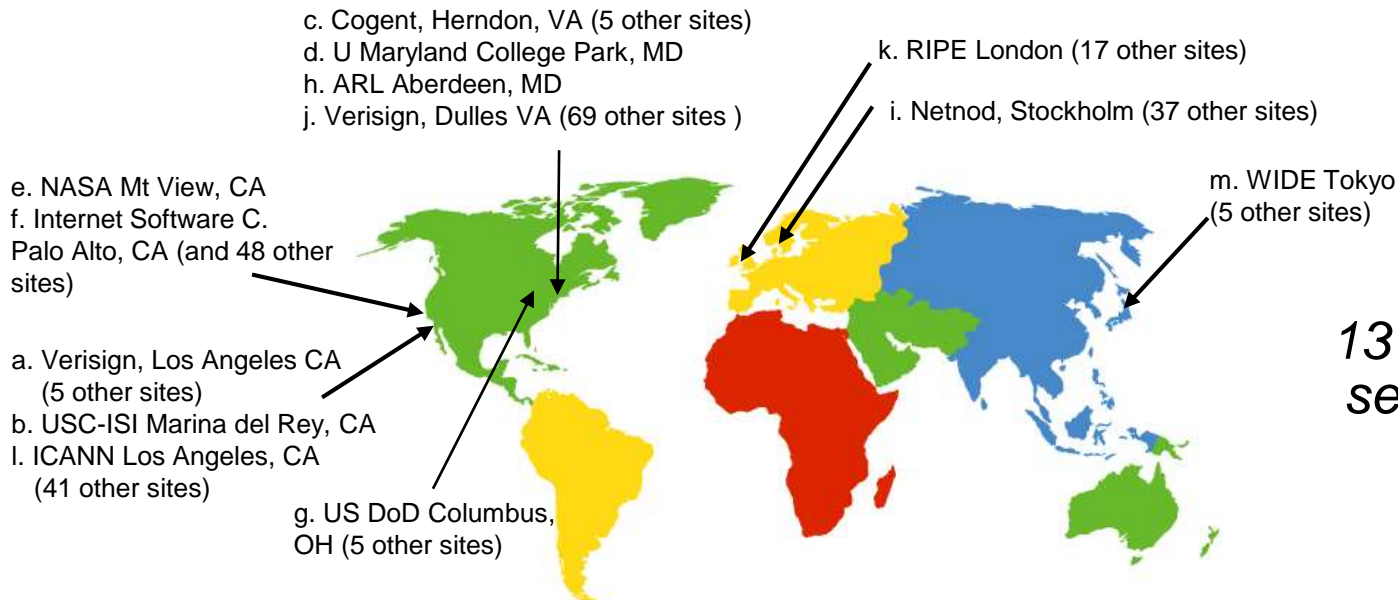 c. Cogent, Herndon, VA (5 other sites)
d. U Maryland College Park, MD
h. ARL Aberdeen, MD
j. Verisign, Dulles VA (69 other sites )
k. RIPE London (17 other sites)
i. Netnod, Stockholm (37 other sites)
m. WIDE Tokyo
(5 other sites)
e. NASA Mt View, CA
f. Internet Software C.
Palo Alto, CA (and 48 other
sites)
a. Verisign, Los Angeles CA
(5 other sites)
b. USC-ISI Marina del Rey, CA
l. ICANN Los Angeles, CA
(41 other sites)
g. US DoD Columbus,
OH (5 other sites)
13
se